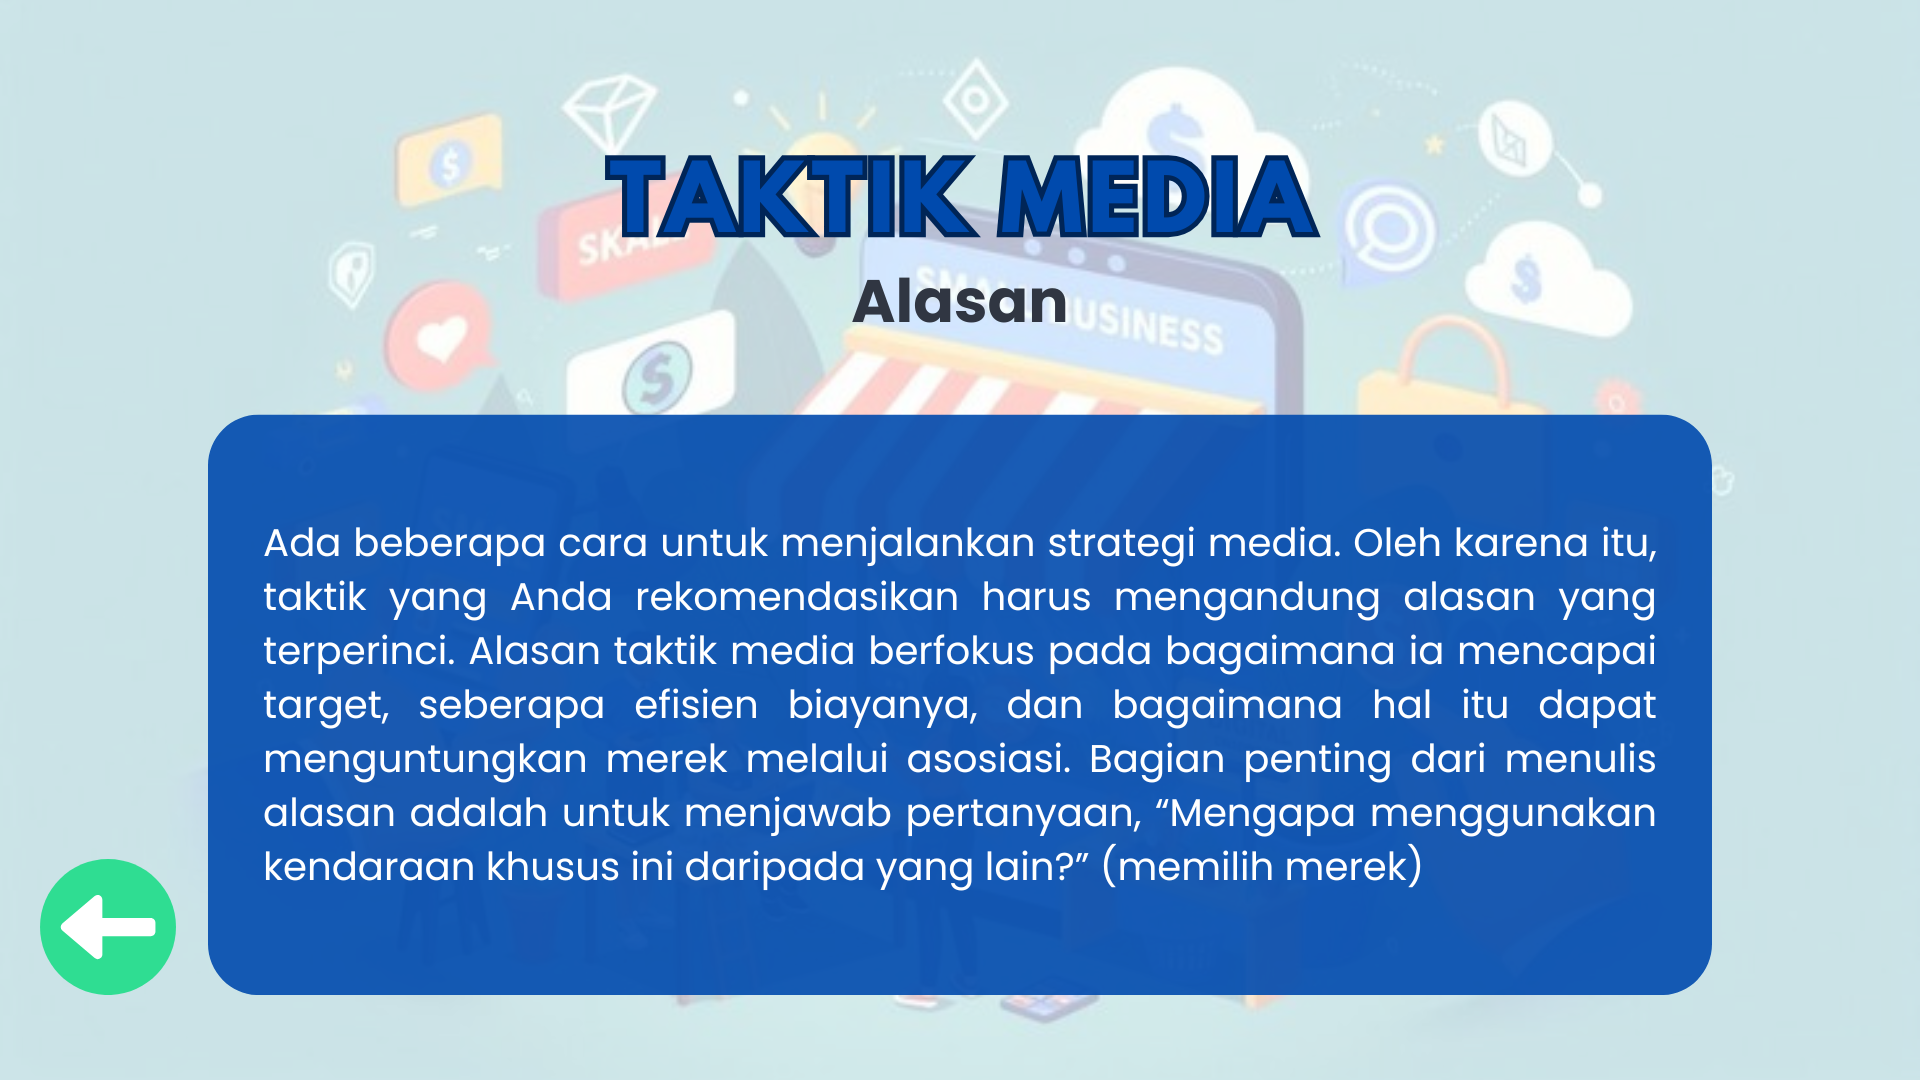 TAKTIK MEDIA
Alasan
SMALL BUSINESS
Ada beberapa cara untuk menjalankan strategi media. Oleh karena itu,
taktik yang Anda rekomendasikan harus mengandung alasan yang
terperinci. Alasan taktik media berfokus pada bagaimana ia mencapai
target, seberapa efisien biayanya, dan bagaimana hal itu dapat
menguntungkan merek melalui asosiasi. Bagian penting dari menulis
alasan adalah untuk menjawab pertanyaan, “Mengapa menggunakan
kendaraan khusus ini daripada yang lain?” (memilih merek)